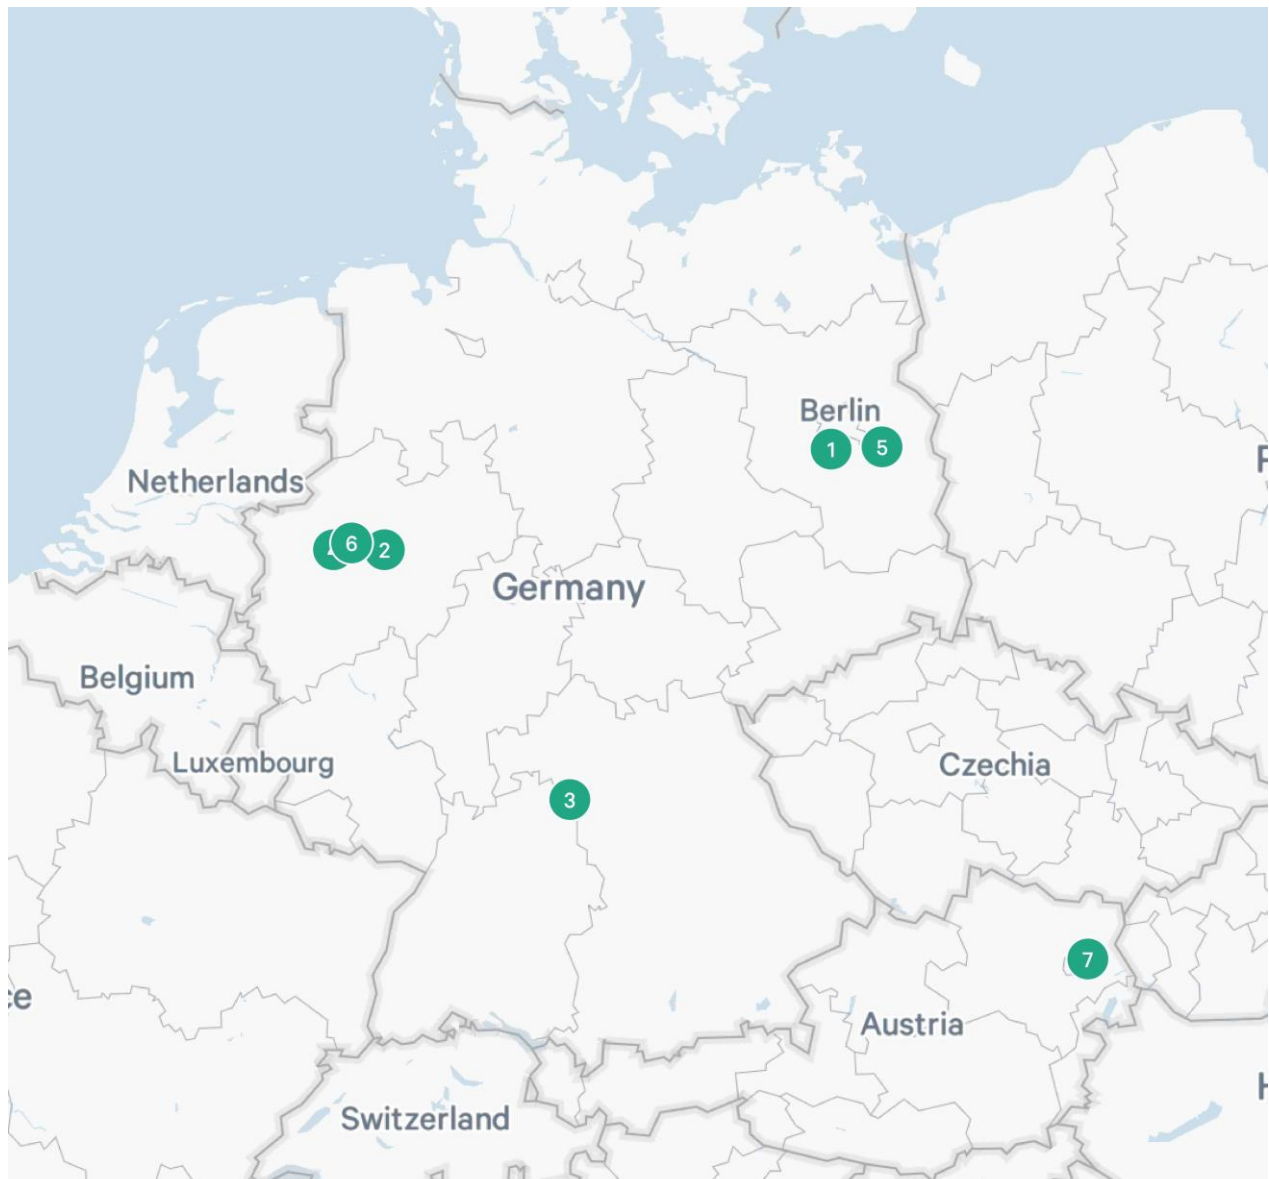 Berlin
1
5
Netherlands
6
2
Germany
Belgium
Luxembourg
Czechia
3
7
Austria
Switzerland